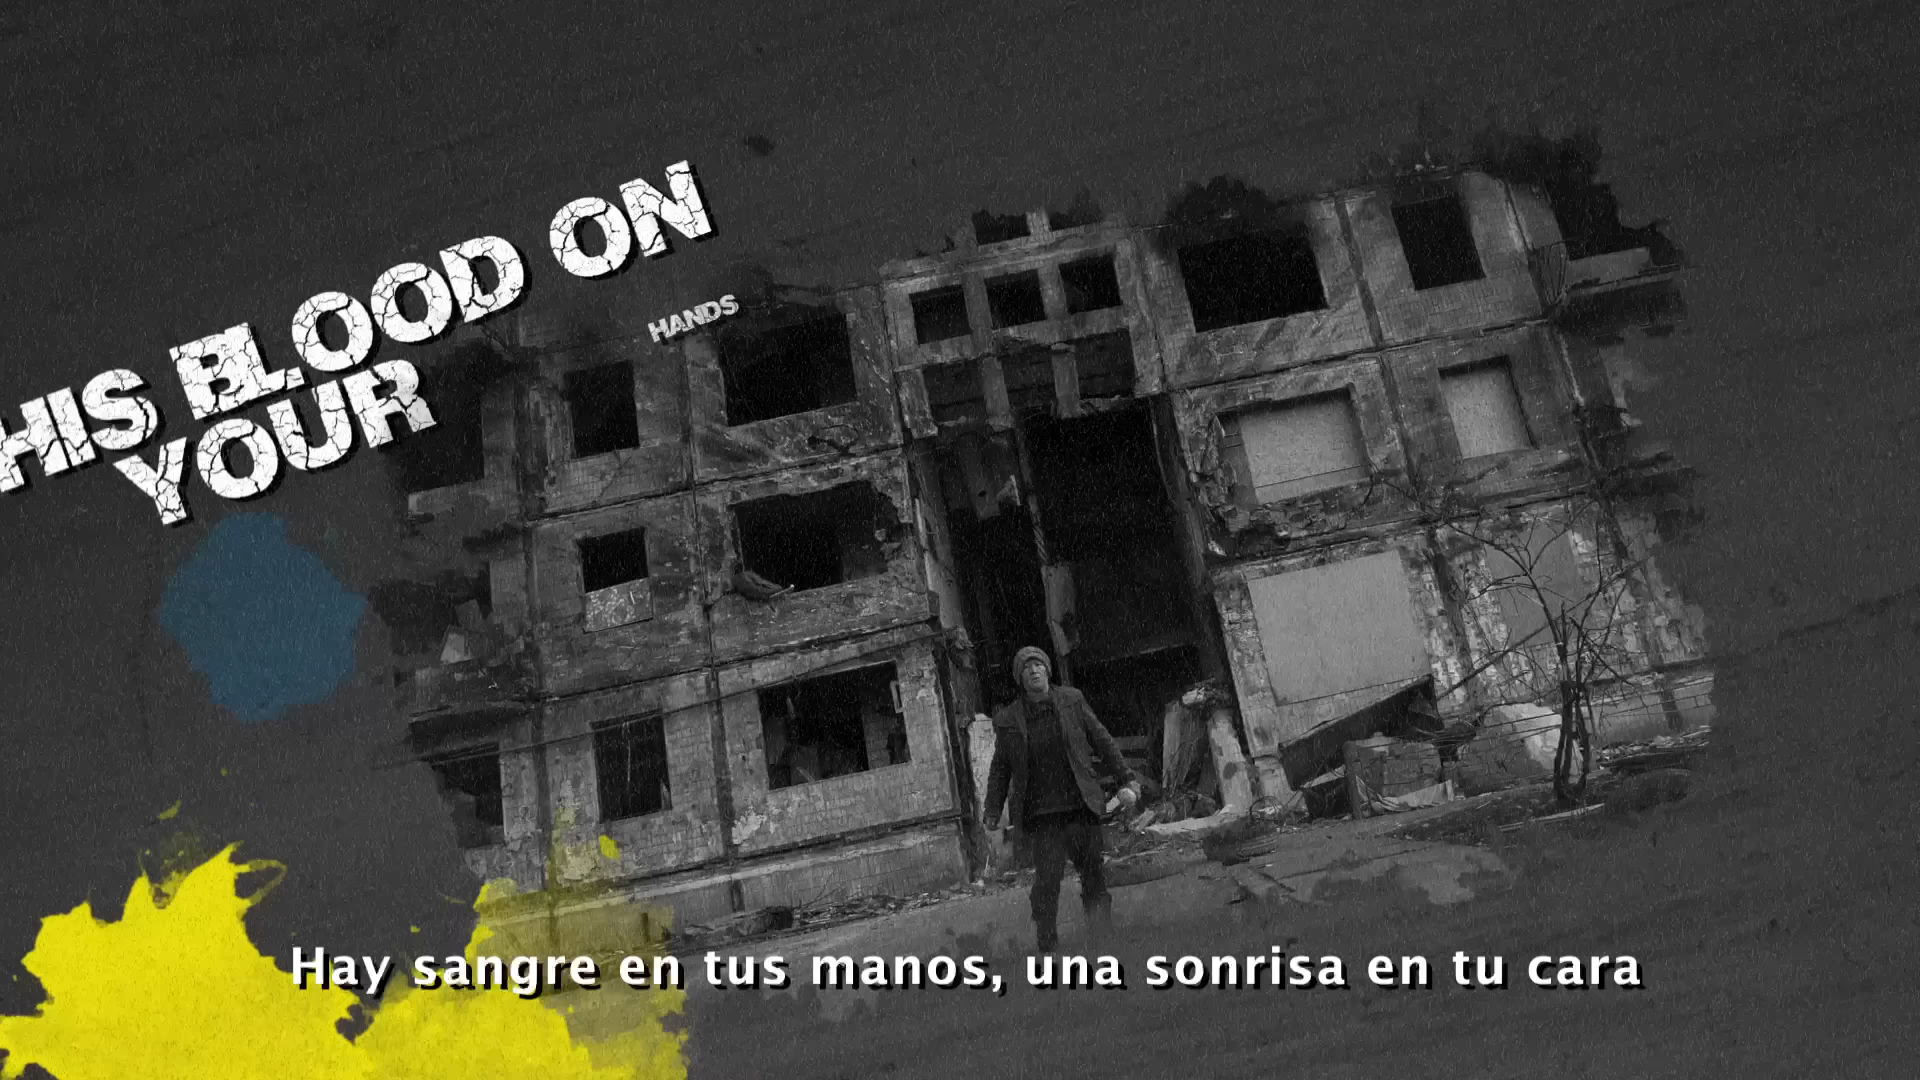 HIS BLOOD ON
YOUR
HANDS
Hay sangre en tus manos, una sonrisa en tu cara